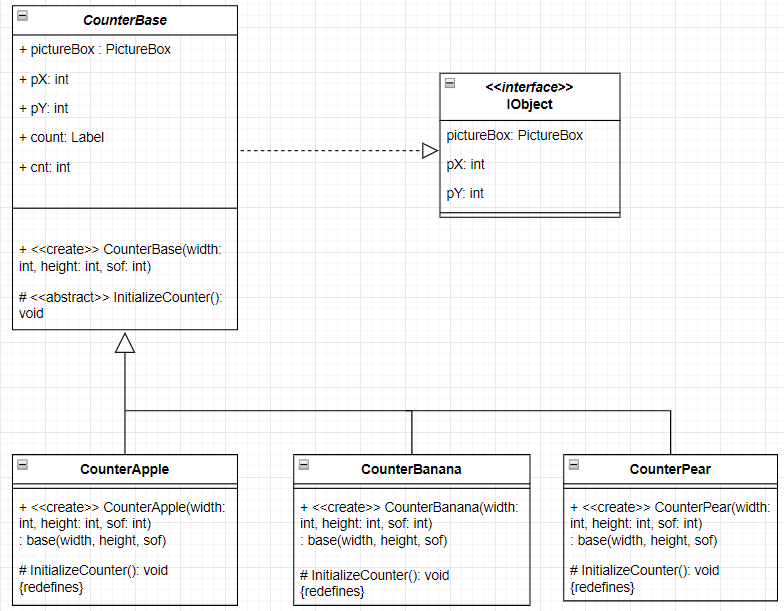 CounterBase
+ pictureBox : PictureBox
+ pX: int
+ pY: int
+ count: Label
+ cnt: int
+ <<create>> CounterBase(width:
int, height: int, sof: int)
# <<abstract>> InitializeCounter():
void
<<interface>>
IObject
pictureBox: PictureBox
pX: int
pY: int
CounterApple
+ <<create>> CounterApple(width:
int, height: int, sof: int)
: base(width, height, sof)
# InitializeCounter(): void
{redefines}
CounterBanana
+ <<create>> CounterBanana(width:
int, height: int, sof: int)
: base(width, height, sof)
# InitializeCounter(): void
{redefines}
CounterPear
+ <<create>> CounterPear(width:
int, height: int, sof: int)
: base(width, height, sof)
# InitializeCounter(): void
{redefines}